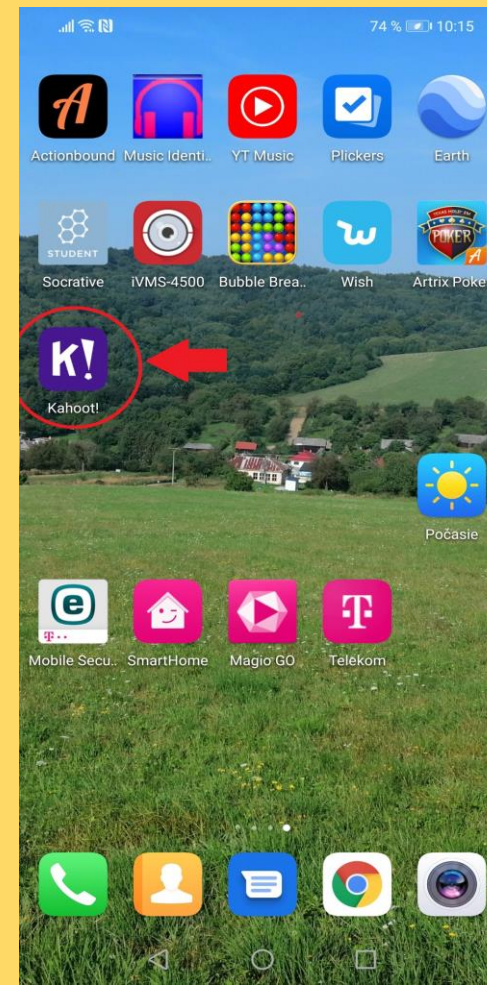 74 % 10:15
Actionbound Music Identi.. YT Music Plickers Earth
STUDENT
POKER
A
Socrative iVMS-4500 Bubble Brea.. Wish Artrix Poke
K!
Kahoot!
Počasie
e
T
Mobile Secu.. SmartHome Magio GO Telekom